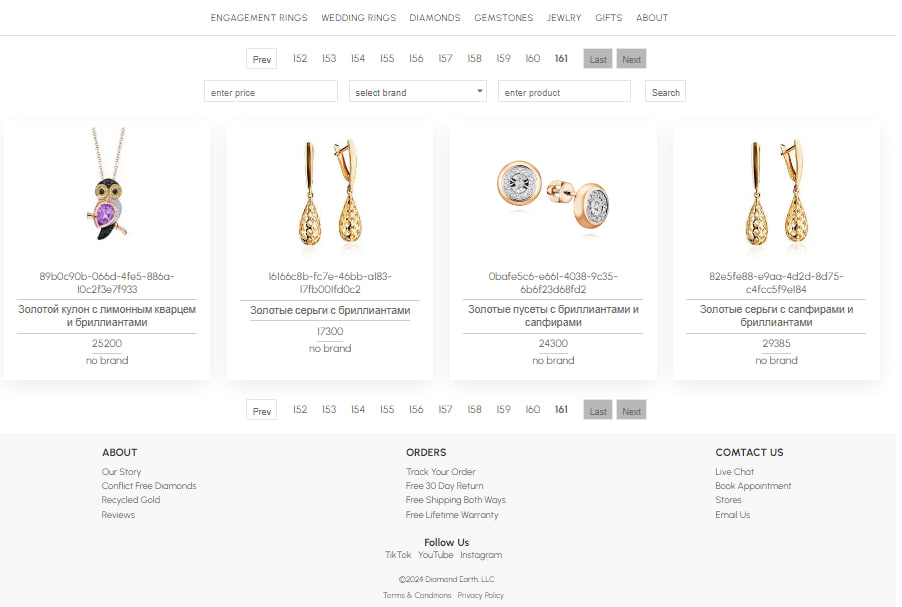 ENGAGEMENT RINGS WEDDING RINGS DIAMONDS GEMSTONES JEWLRY GIFTS ABOUT
Prev 152 153 154 155 156 157 158 159 160 161 Last Next
enter price select brand enter product Search
89b0c90b-066d-4fe5-886a-
10c2f3e7f933
Золотой кулон с лимонным кварцем
и бриллиантами
25200
no brand
16166c8b-fc7e-46bb-a183-
17fb001fd0c2
Золотые серьги с бриллиантами
17300
no brand
0bafe5c6-e661-4038-9c35-
6b6f23d68fd2
Золотые пусеты с бриллиантами и
сапфирами
24300
no brand
82e5fe88-e9aa-4d2d-8d75-
c4fcc5f9e184
Золотые серьги с сапфирами и
бриллиантами
29385
no brand
Prev 152 153 154 155 156 157 158 159 160 161 Last Next
ABOUT
Our Story
Conflict Free Diamonds
Recycled Gold
Reviews
ORDERS
Track Your Order
Free 30 Day Return
Free Shipping Both Ways
Free Lifetime Warranty
COMTACT US
Live Chat
Book Appointment
Stores
Email Us
Follow Us
TikTok YouTube Instagram
©2024 Diamond Earth, LLC
Terms & Conditions Privacy Policy